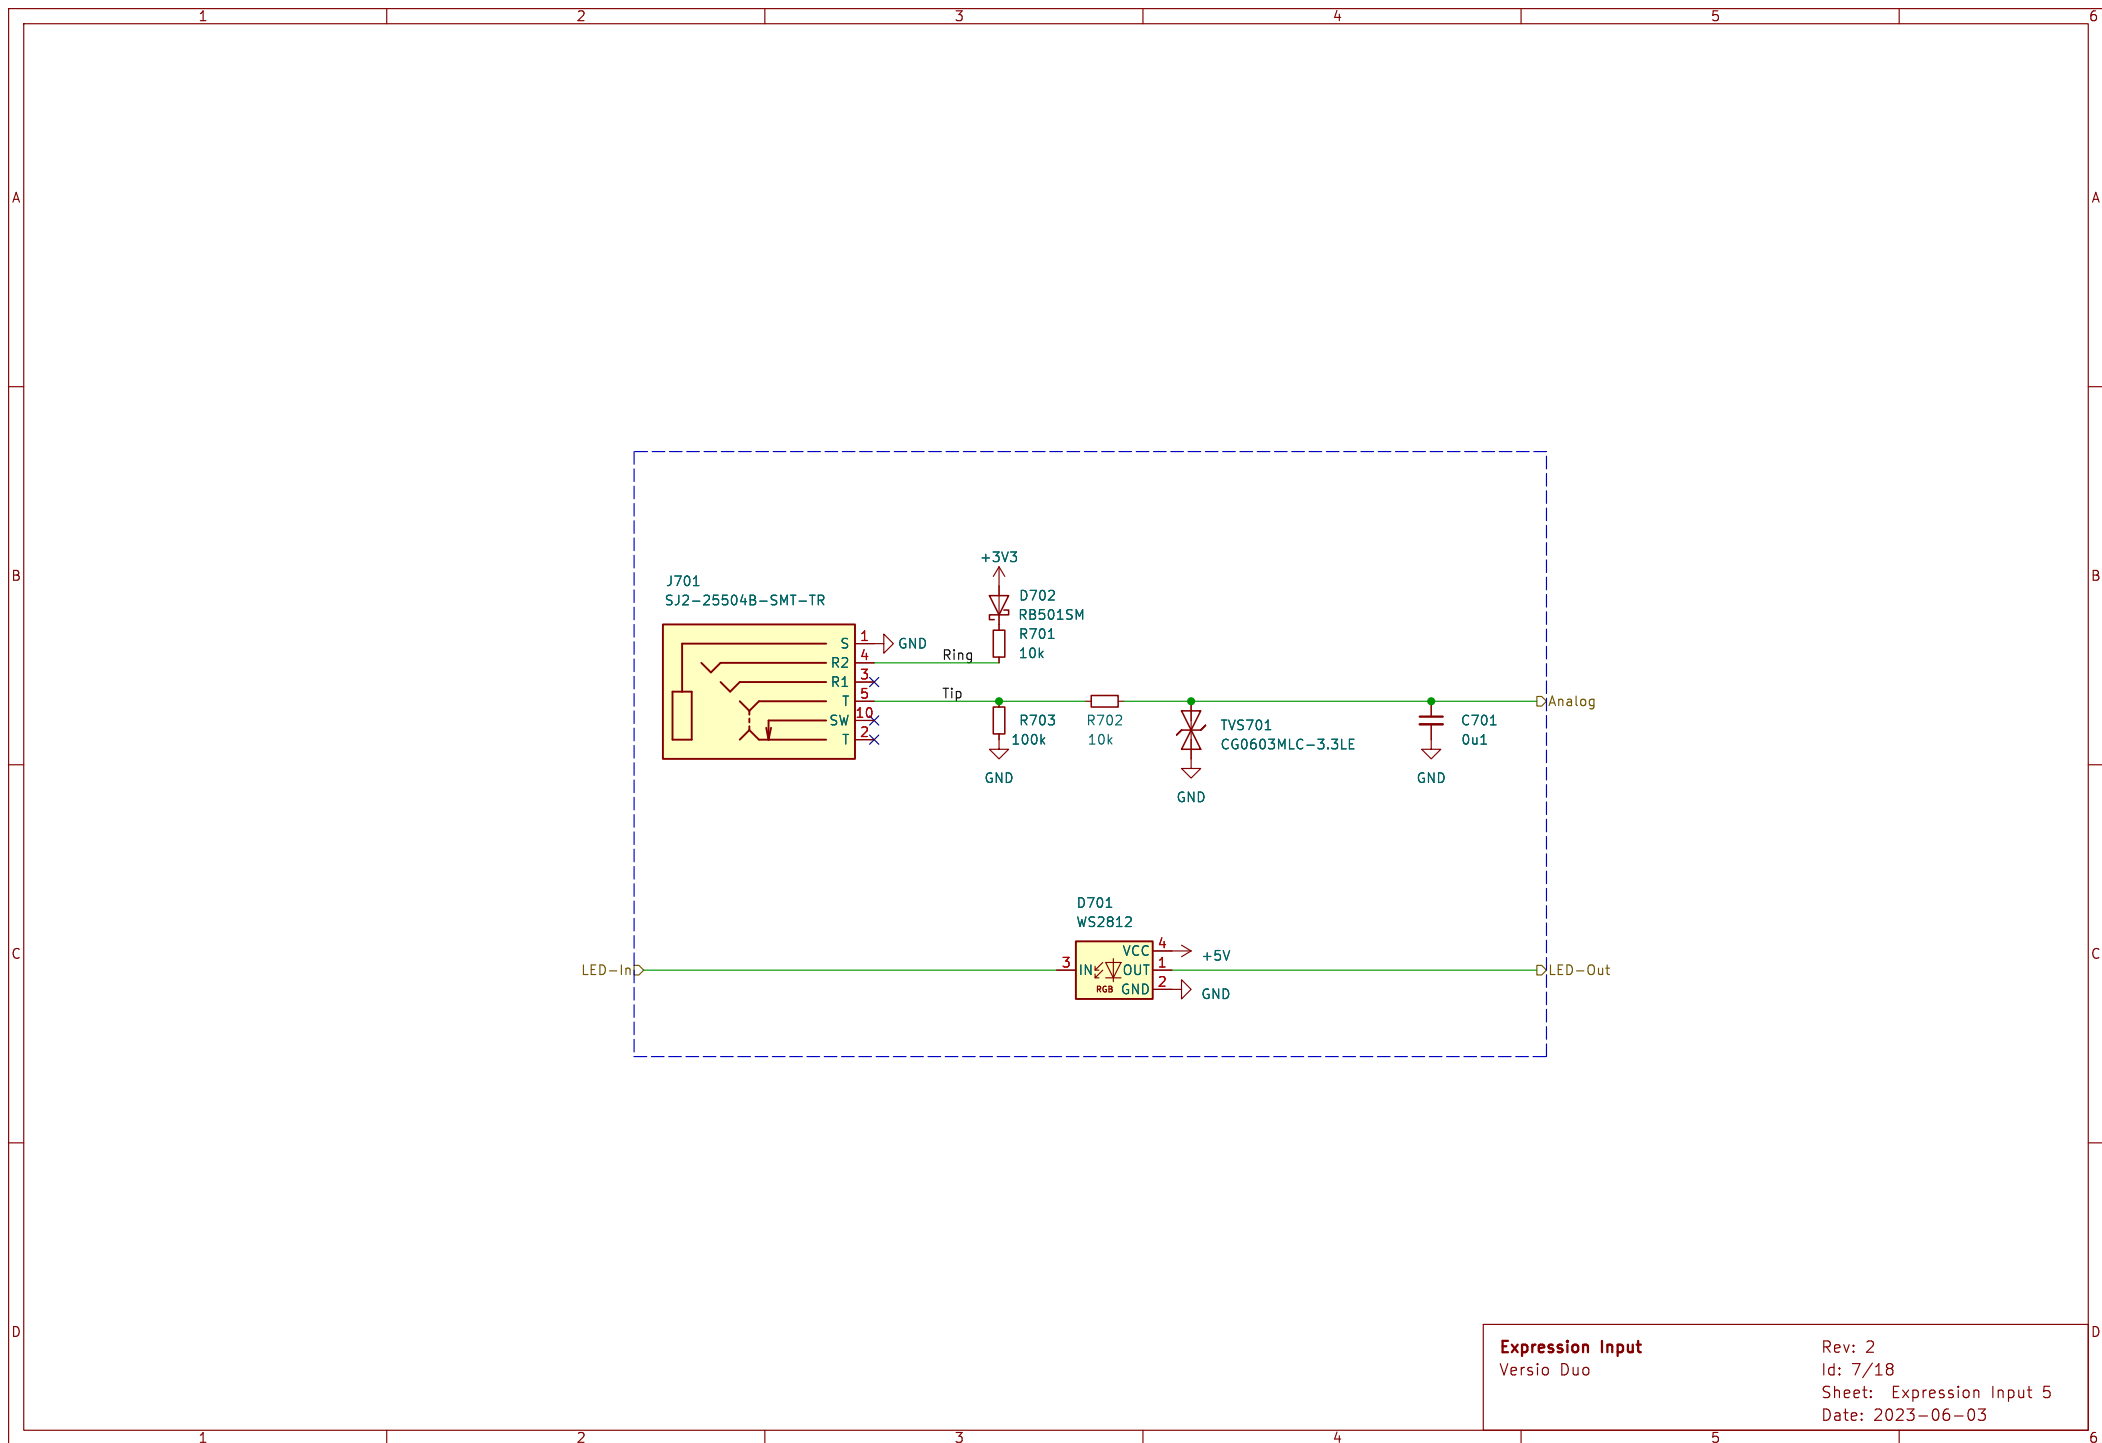 1 2 3 4 5 6
A A
B B
C C
D D
+3V3
J701
SJ2-25504B-SMT-TR
D702
RB501SM
R701
10k
S 1 GND
R2 4 Ring
R1 3
T 5 Tip
SW 10
T 2
R703
100k
GND
R702
10k
TVS701
CG0603MLC-3.3LE
GND
C701
0u1
GND
Analog
D701
WS2812
VCC 4 +5V
LED-In 3 IN OUT 1 LED-Out
RGB GND 2 GND
Expression Input
Versio Duo
Rev: 2
Id: 7/18
Sheet: Expression Input 5
Date: 2023-06-03
1 2 3 4 5 6